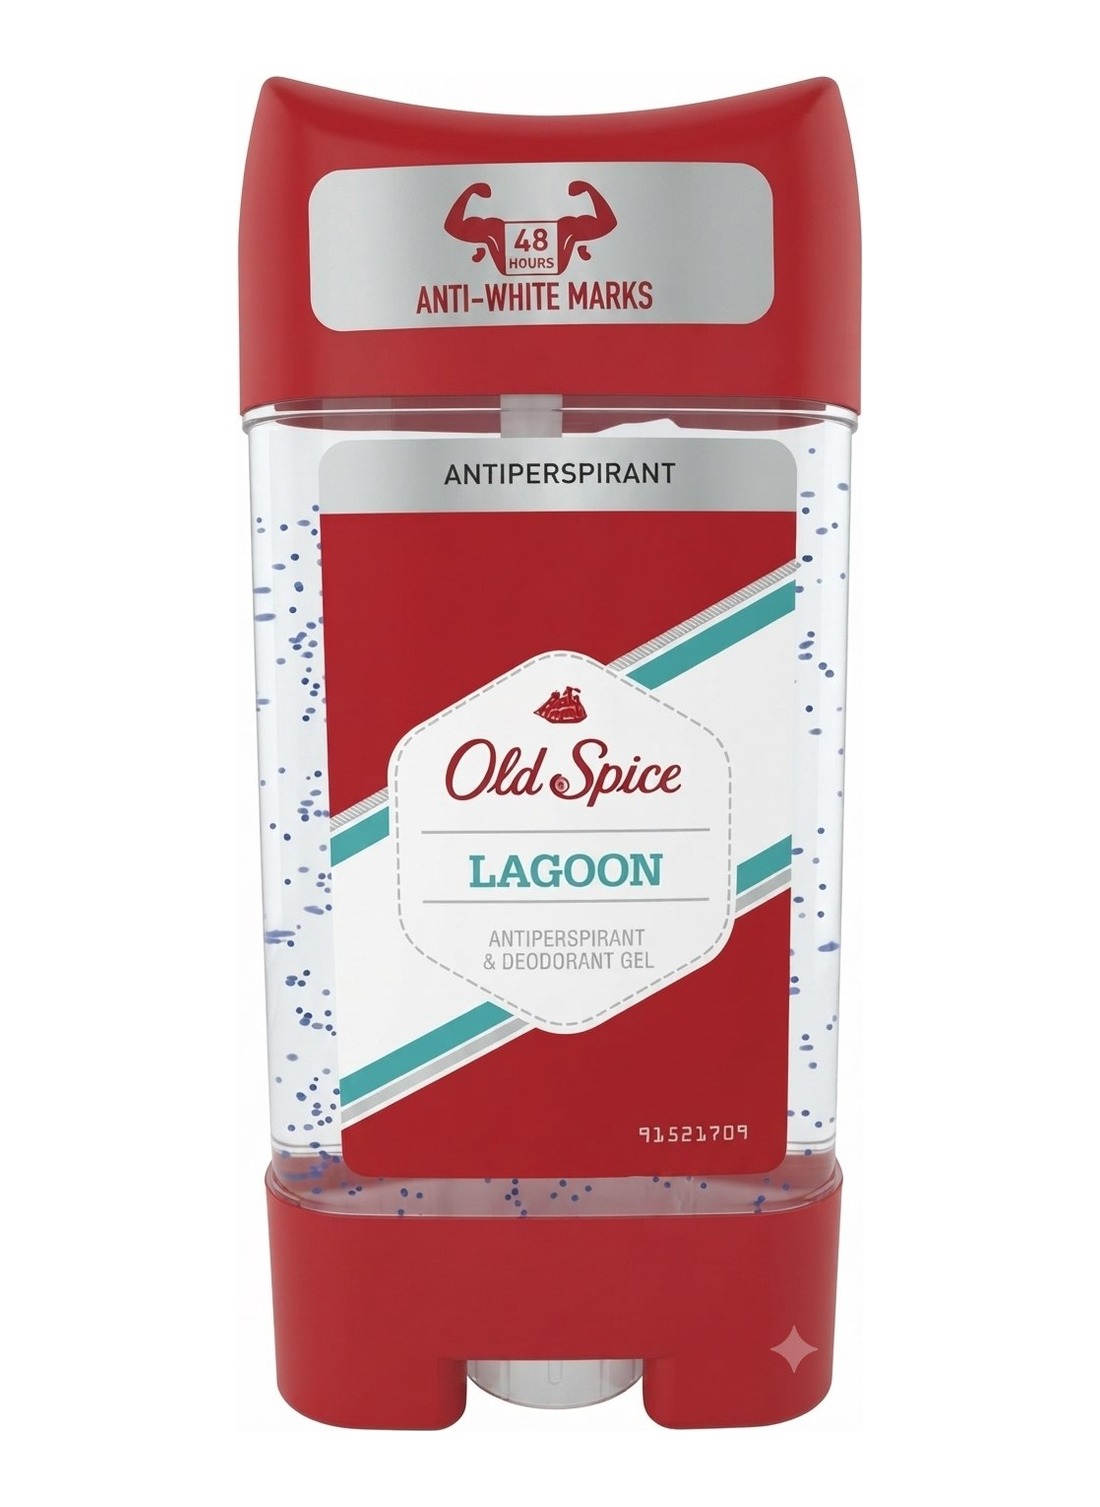 48
HOURS
ANTI-WHITE MARKS
ANTIPERSPIRANT
Old Spice
LAGOON
ANTIPERSPIRANT
& DEODORANT GEL
91521709